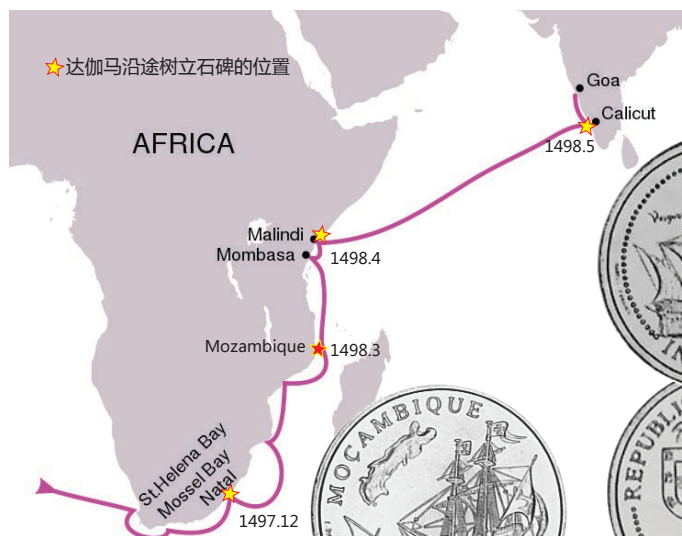 达伽马沿途树立石碑的位置
Goa
Calicut
1498.5
AFRICA
Malindi
Mombasa
1498.4
Mozambique
1498.3
St.Helena Bay
Mossel Bay
Natal
1497.12
MOÇAMBIQUE
REPUBLI